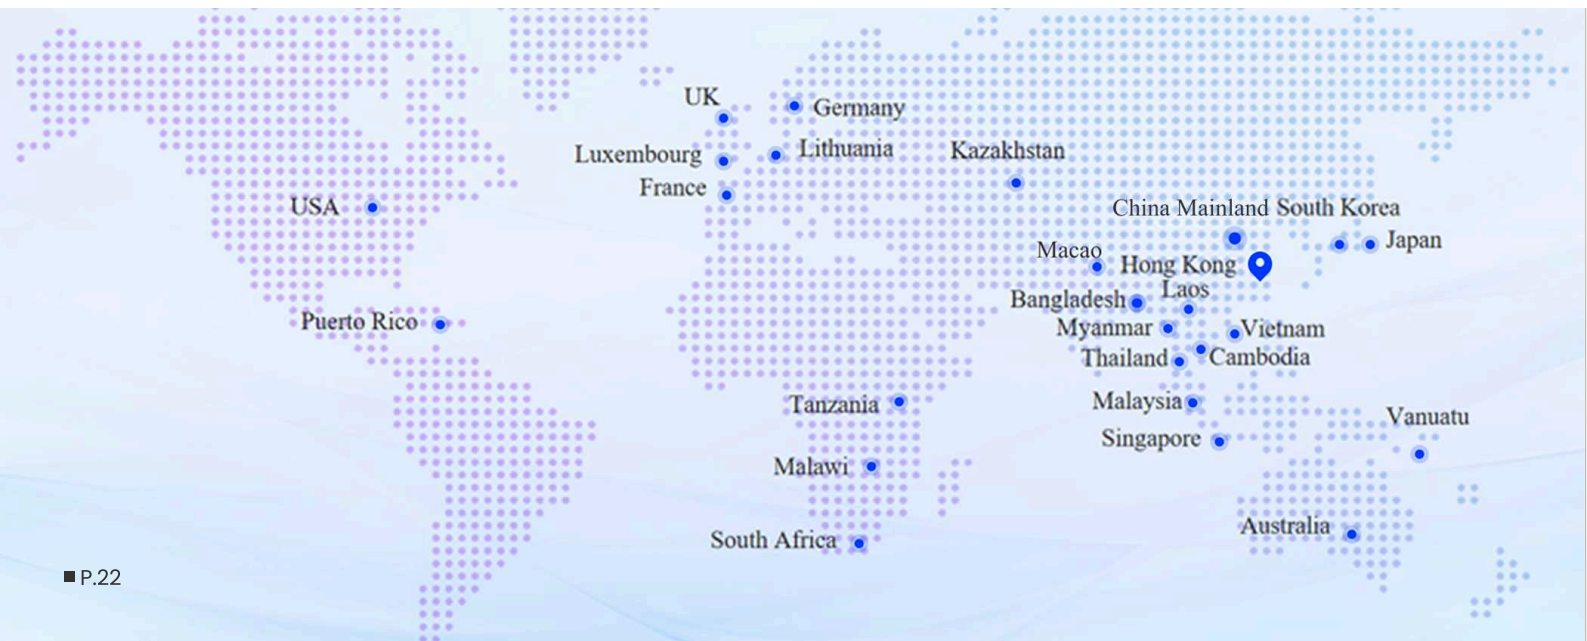 UK
Germany
Luxembourg
Lithuania
Kazakhstan
France
USA
China Mainland
South Korea
Macao
Japan
Hong Kong
Laos
Bangladesh
Puerto Rico
Myanmar
Vietnam
Thailand
Cambodia
Tanzania
Malaysia
Vanuatu
Singapore
Malawi
Australia
South Africa
P.22